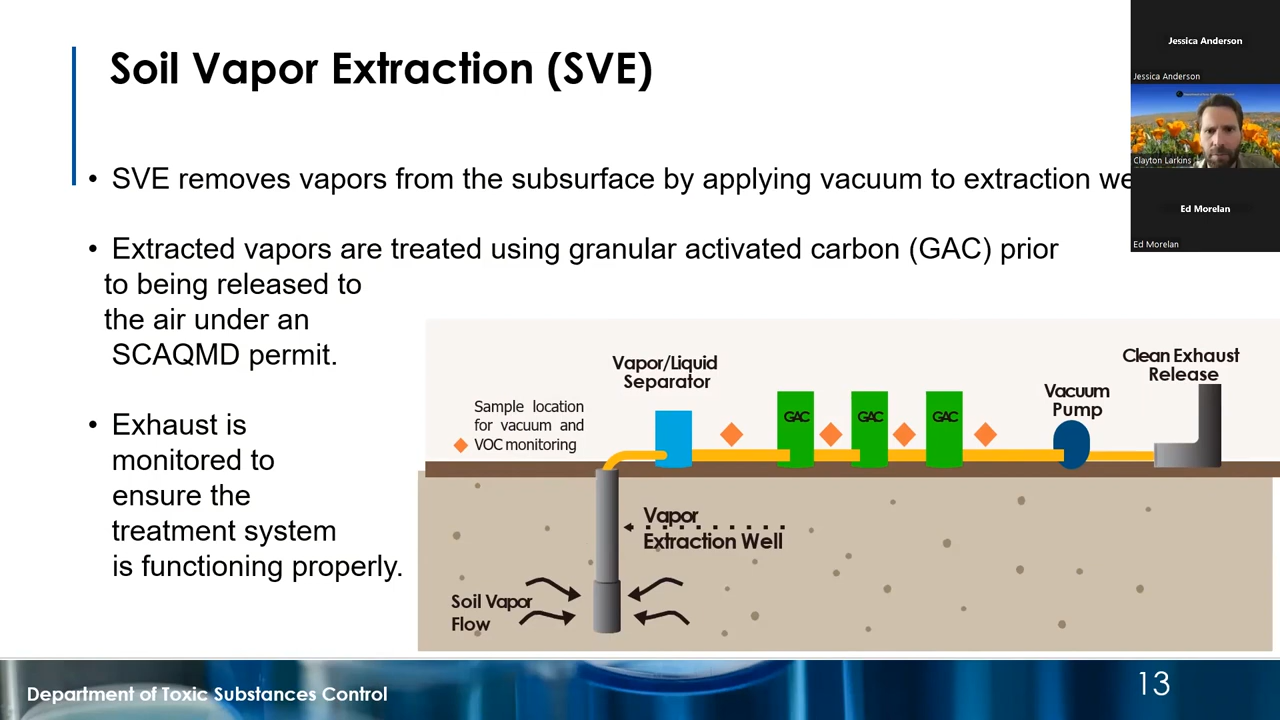 Soil Vapor Extraction (SVE)
• SVE removes vapors from the subsurface by applying vacuum to extraction we
• Extracted vapors are treated using granular activated carbon (GAC) prior
to being released to
the air under an
SCAQMD permit.
• Exhaust is
monitored to
ensure the
treatment system
is functioning properly.
Sample location
for vacuum and
VOC monitoring
Vapor/Liquid
Separator
GAC
GAC
GAC
Vacuum
Pump
Clean Exhaust
Release
Vapor
Extraction Well
Soil Vapor
Flow
Department of Toxic Substances Control
13
Jessica Anderson
Jessica Anderson
Clayton Larkins
Ed Morelan
Ed Morelan